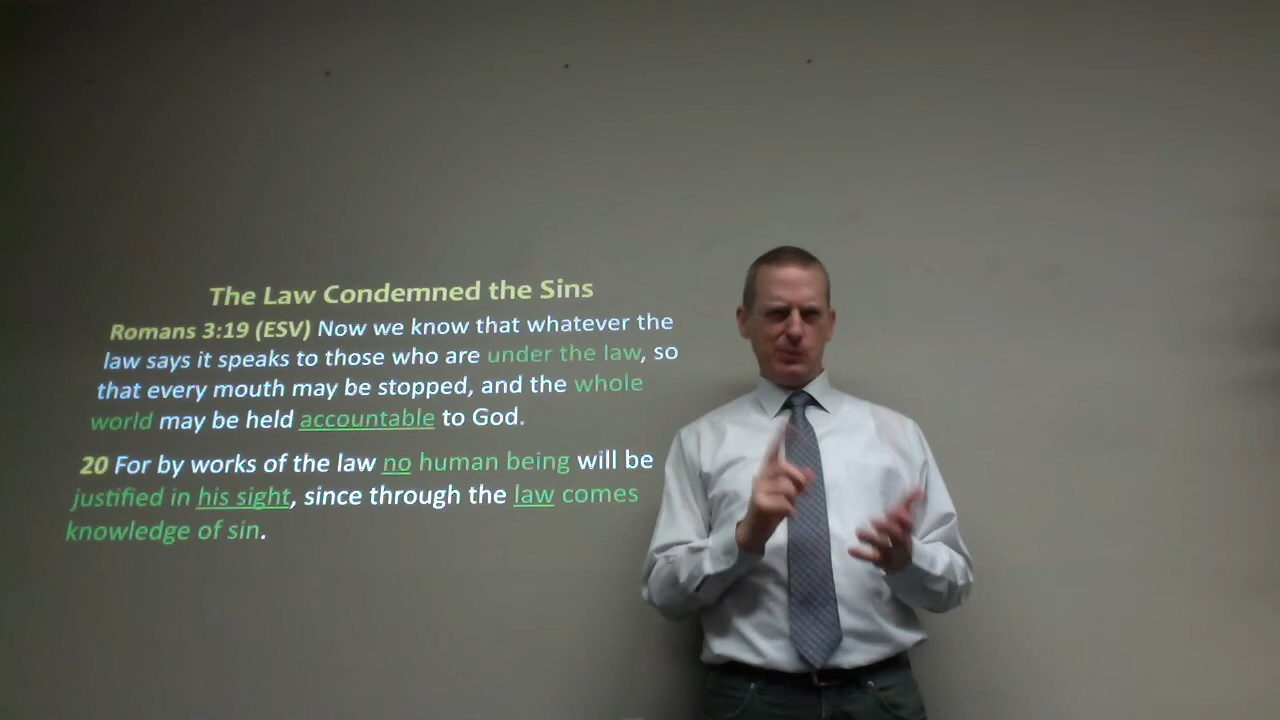 The Law Condemned the Sins
Romans 3:19 (ESV) Now we know that whatever the
law says it speaks to those who are under the law, so
that every mouth may be stopped, and the whole
world may be held accountable to God.
20 For by works of the law no human being will be
justified in his sight, since through the law comes
knowledge of sin.